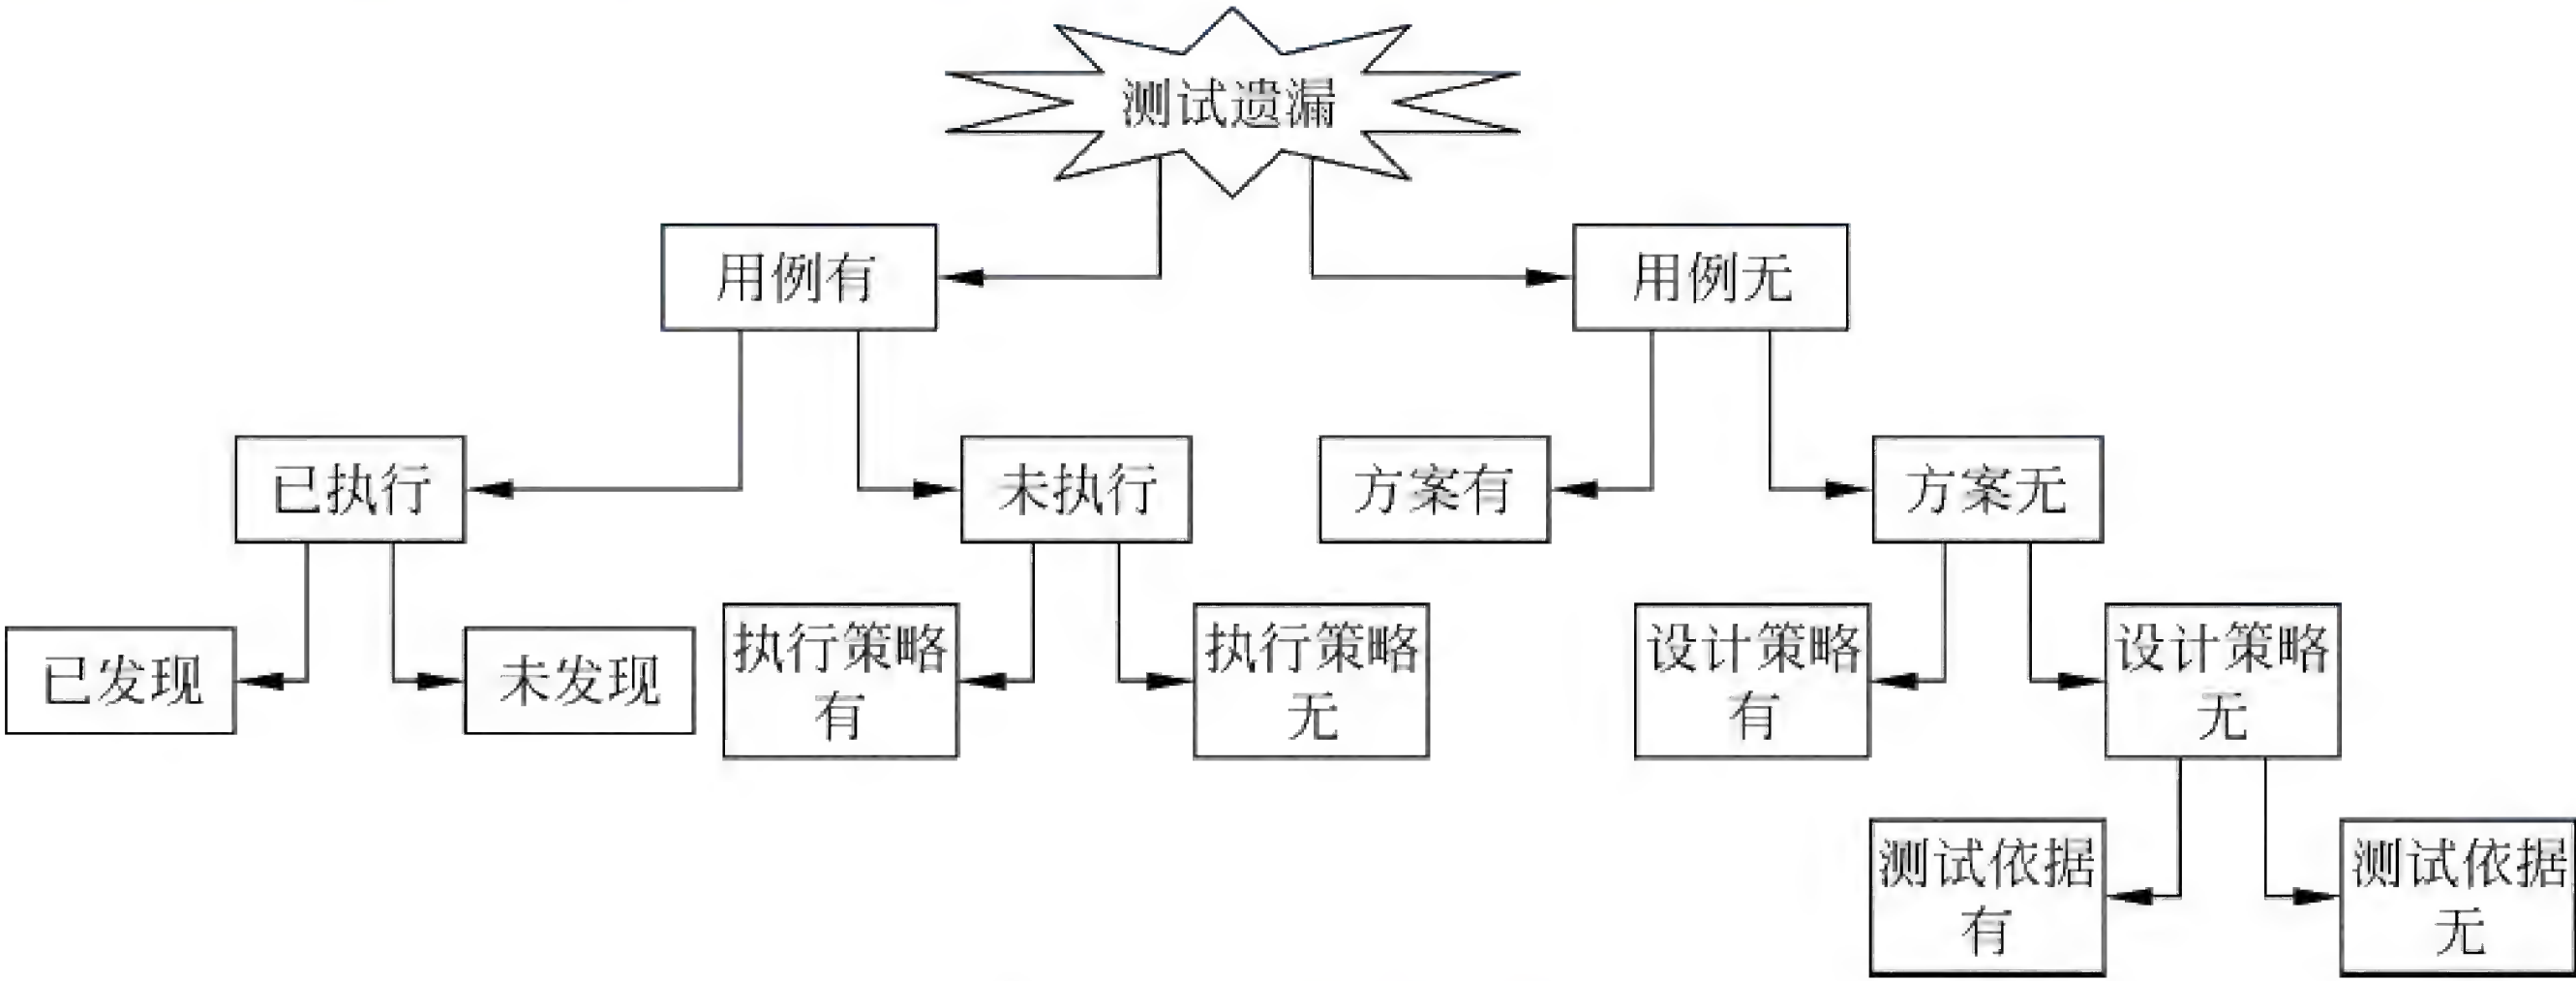 测试遗漏
用例有
用例无
已执行
未执行
方案有
方案无
已发现
未发现
执行策略
有
执行策略
无
设计策略
有
设计策略
无
测试依据
有
测试依据
无